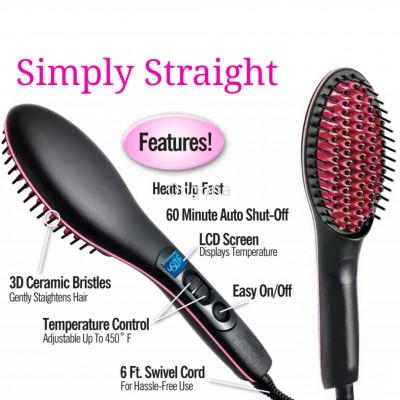 Simply Straight
Features!
Heats Up Fast
60 Minute Auto Shut-Off
LCD Screen
Displays Temperature
450°F
3D Ceramic Bristles
Gently Staightens Hair
Easy On/Off
Temperature Control
Adjustable Up To 450° F
6 Ft. Swivel Cord
For Hassle-Free Use